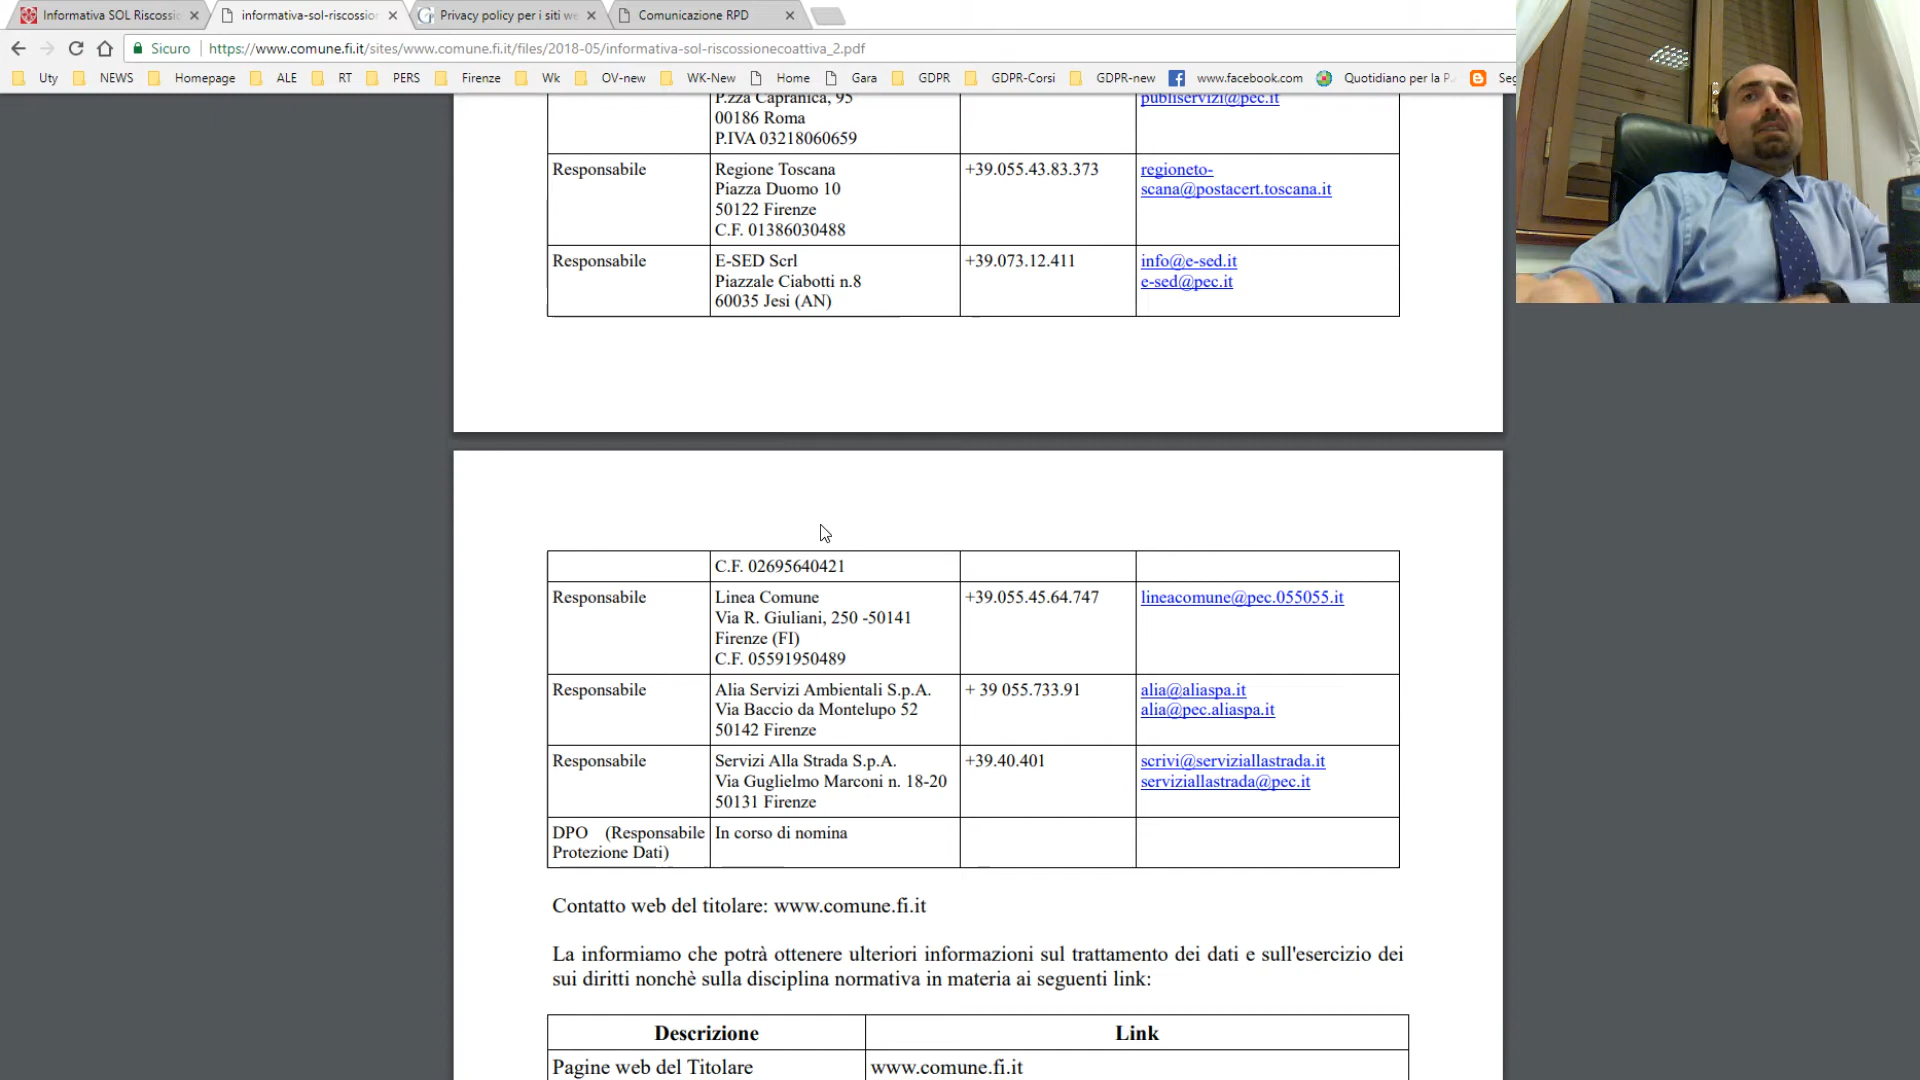 Informativa SOL Riscossi
informativa-sol-riscossion
Privacy policy per i siti we
Comunicazione RPD
Sicuro
https://www.comune.fi.it/sites/www.comune.fi.it/files/2018-05/informativa-sol-riscossionecoattiva_2.pdf
Uty
NEWS
Homepage
ALE
RT
PERS
Firenze
Wk
OV-new
WK-New
Home
Gara
GDPR
GDPR-Corsi
GDPR-new
www.facebook.com
Quotidiano per la P.
Seg
P.zza Capranica, 95
00186 Roma
P.IVA 03218060659
publiservizi@pec.it
Responsabile
Regione Toscana
Piazza Duomo 10
50122 Firenze
C.F. 01386030488
+39.055.43.83.373
regioneto-
scana@postacert.toscana.it
Responsabile
E-SED Scrl
Piazzale Ciabotti n.8
60035 Jesi (AN)
+39.073.12.411
info@e-sed.it
e-sed@pec.it
C.F. 02695640421
Responsabile
Linea Comune
Via R. Giuliani, 250 -50141
Firenze (FI)
C.F. 05591950489
+39.055.45.64.747
lineacomune@pec.055055.it
Responsabile
Alia Servizi Ambientali S.p.A.
Via Baccio da Montelupo 52
50142 Firenze
+ 39 055.733.91
alia@aliaspa.it
alia@pec.aliaspa.it
Responsabile
Servizi Alla Strada S.p.A.
Via Guglielmo Marconi n. 18-20
50131 Firenze
+39.40.401
scrivi@serviziallastrada.it
serviziallastrada@pec.it
DPO (Responsabile
Protezione Dati)
In corso di nomina
Contatto web del titolare: www.comune.fi.it
La informiamo che potrà ottenere ulteriori informazioni sul trattamento dei dati e sull'esercizio dei
sui diritti nonchè sulla disciplina normativa in materia ai seguenti link:
Descrizione
Link
Pagine web del Titolare
www.comune.fi.it